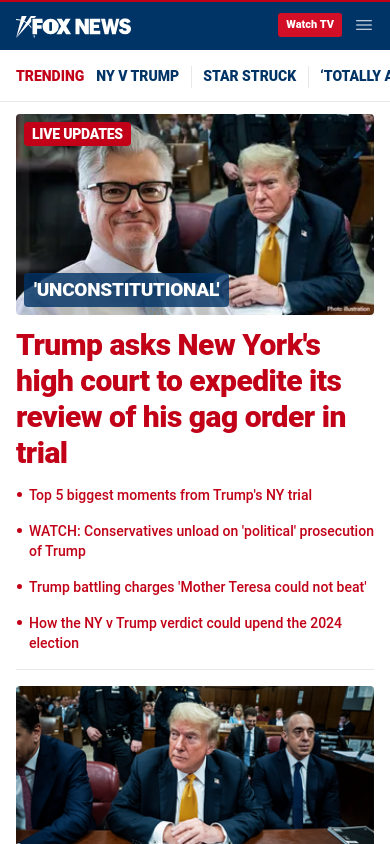 FOX NEWS
Watch TV
TRENDING NY V TRUMP STAR STRUCK 'TOTALLY A
LIVE UPDATES
'UNCONSTITUTIONAL'
Photo illustration
Trump asks New York's
high court to expedite its
review of his gag order in
trial
• Top 5 biggest moments from Trump's NY trial
• WATCH: Conservatives unload on 'political' prosecution
of Trump
• Trump battling charges 'Mother Teresa could not beat'
• How the NY v Trump verdict could upend the 2024
election